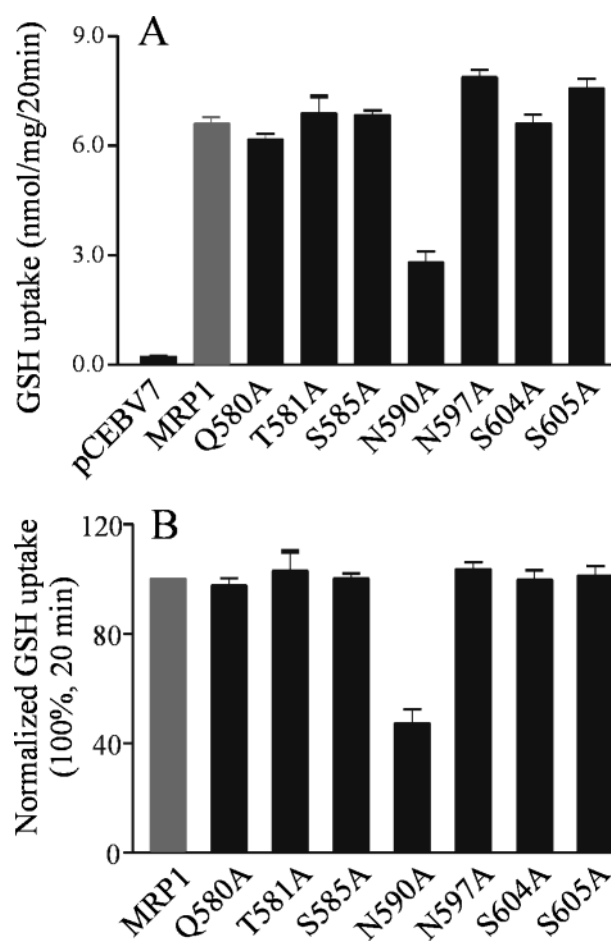 A
GSH uptake (nmol/mg/20min)
9.0
6.0
3.0
0.0
pCEBV7
MRP1
Q580A
T581A
S585A
N590A
N597A
S604A
S605A
B
Normalized GSH uptake
(100%, 20 min)
120
80
40
0
MRP1
Q580A
T581A
S585A
N590A
N597A
S604A
S605A